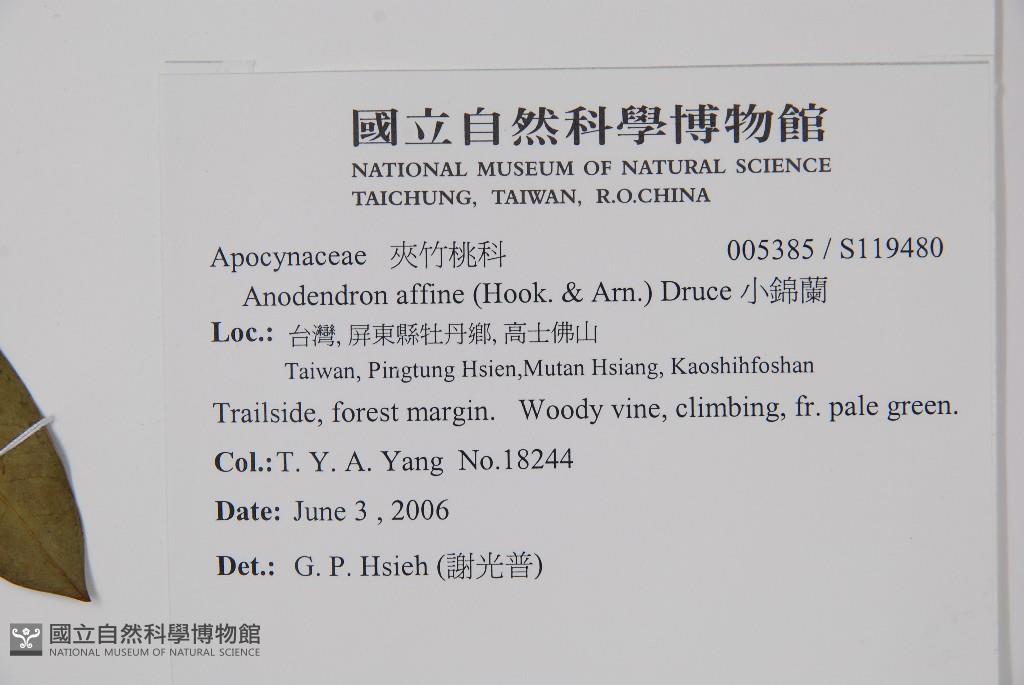 國立自然科學博物館
NATIONAL MUSEUM OF NATURAL SCIENCE
TAICHUNG, TAIWAN, R.O.CHINA
Apocynaceae 夾竹桃科 005385 / S119480
Anodendron affine (Hook. & Arn.) Druce 小錦蘭
Loc.: 台灣, 屏東縣牡丹鄉, 高士佛山
Taiwan, Pingtung Hsien,Mutan Hsiang, Kaoshihfoshan
Trailside, forest margin. Woody vine, climbing, fr. pale green.
Col.: T. Y. A. Yang No.18244
Date: June 3 , 2006
Det.: G. P. Hsieh (謝光普)
國立自然科學博物館
NATIONAL MUSEUM OF NATURAL SCIENCE